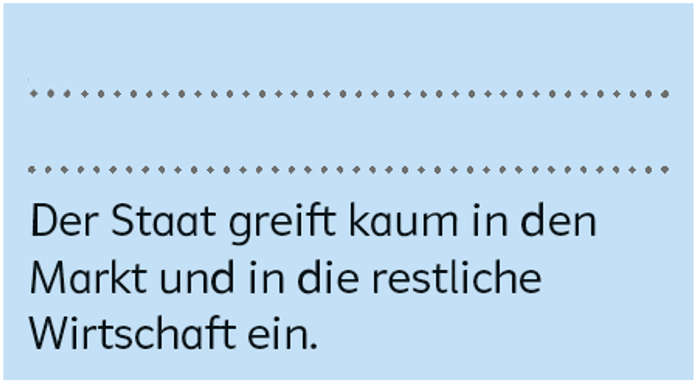 Der Staat greift kaum in den
Markt und in die restliche
Wirtschaft ein.